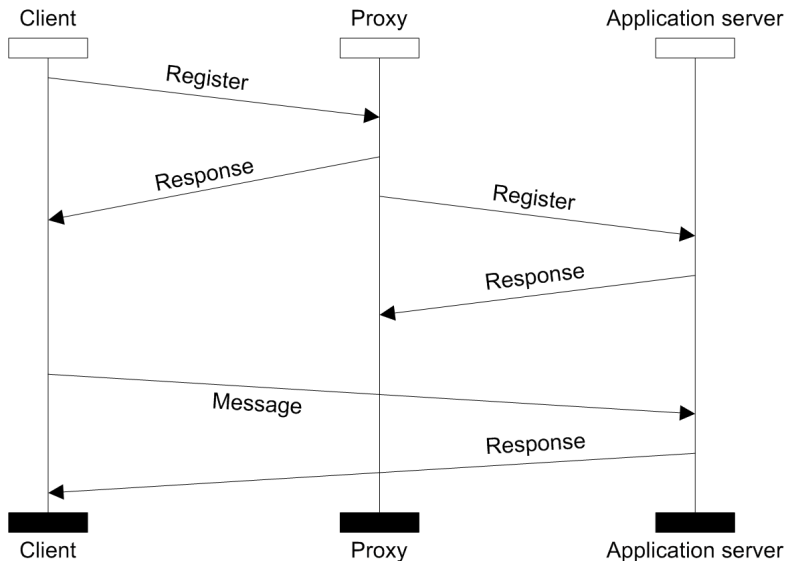 Client Proxy Application server
Register
Response
Register
Response
Message
Response
Client Proxy Application server